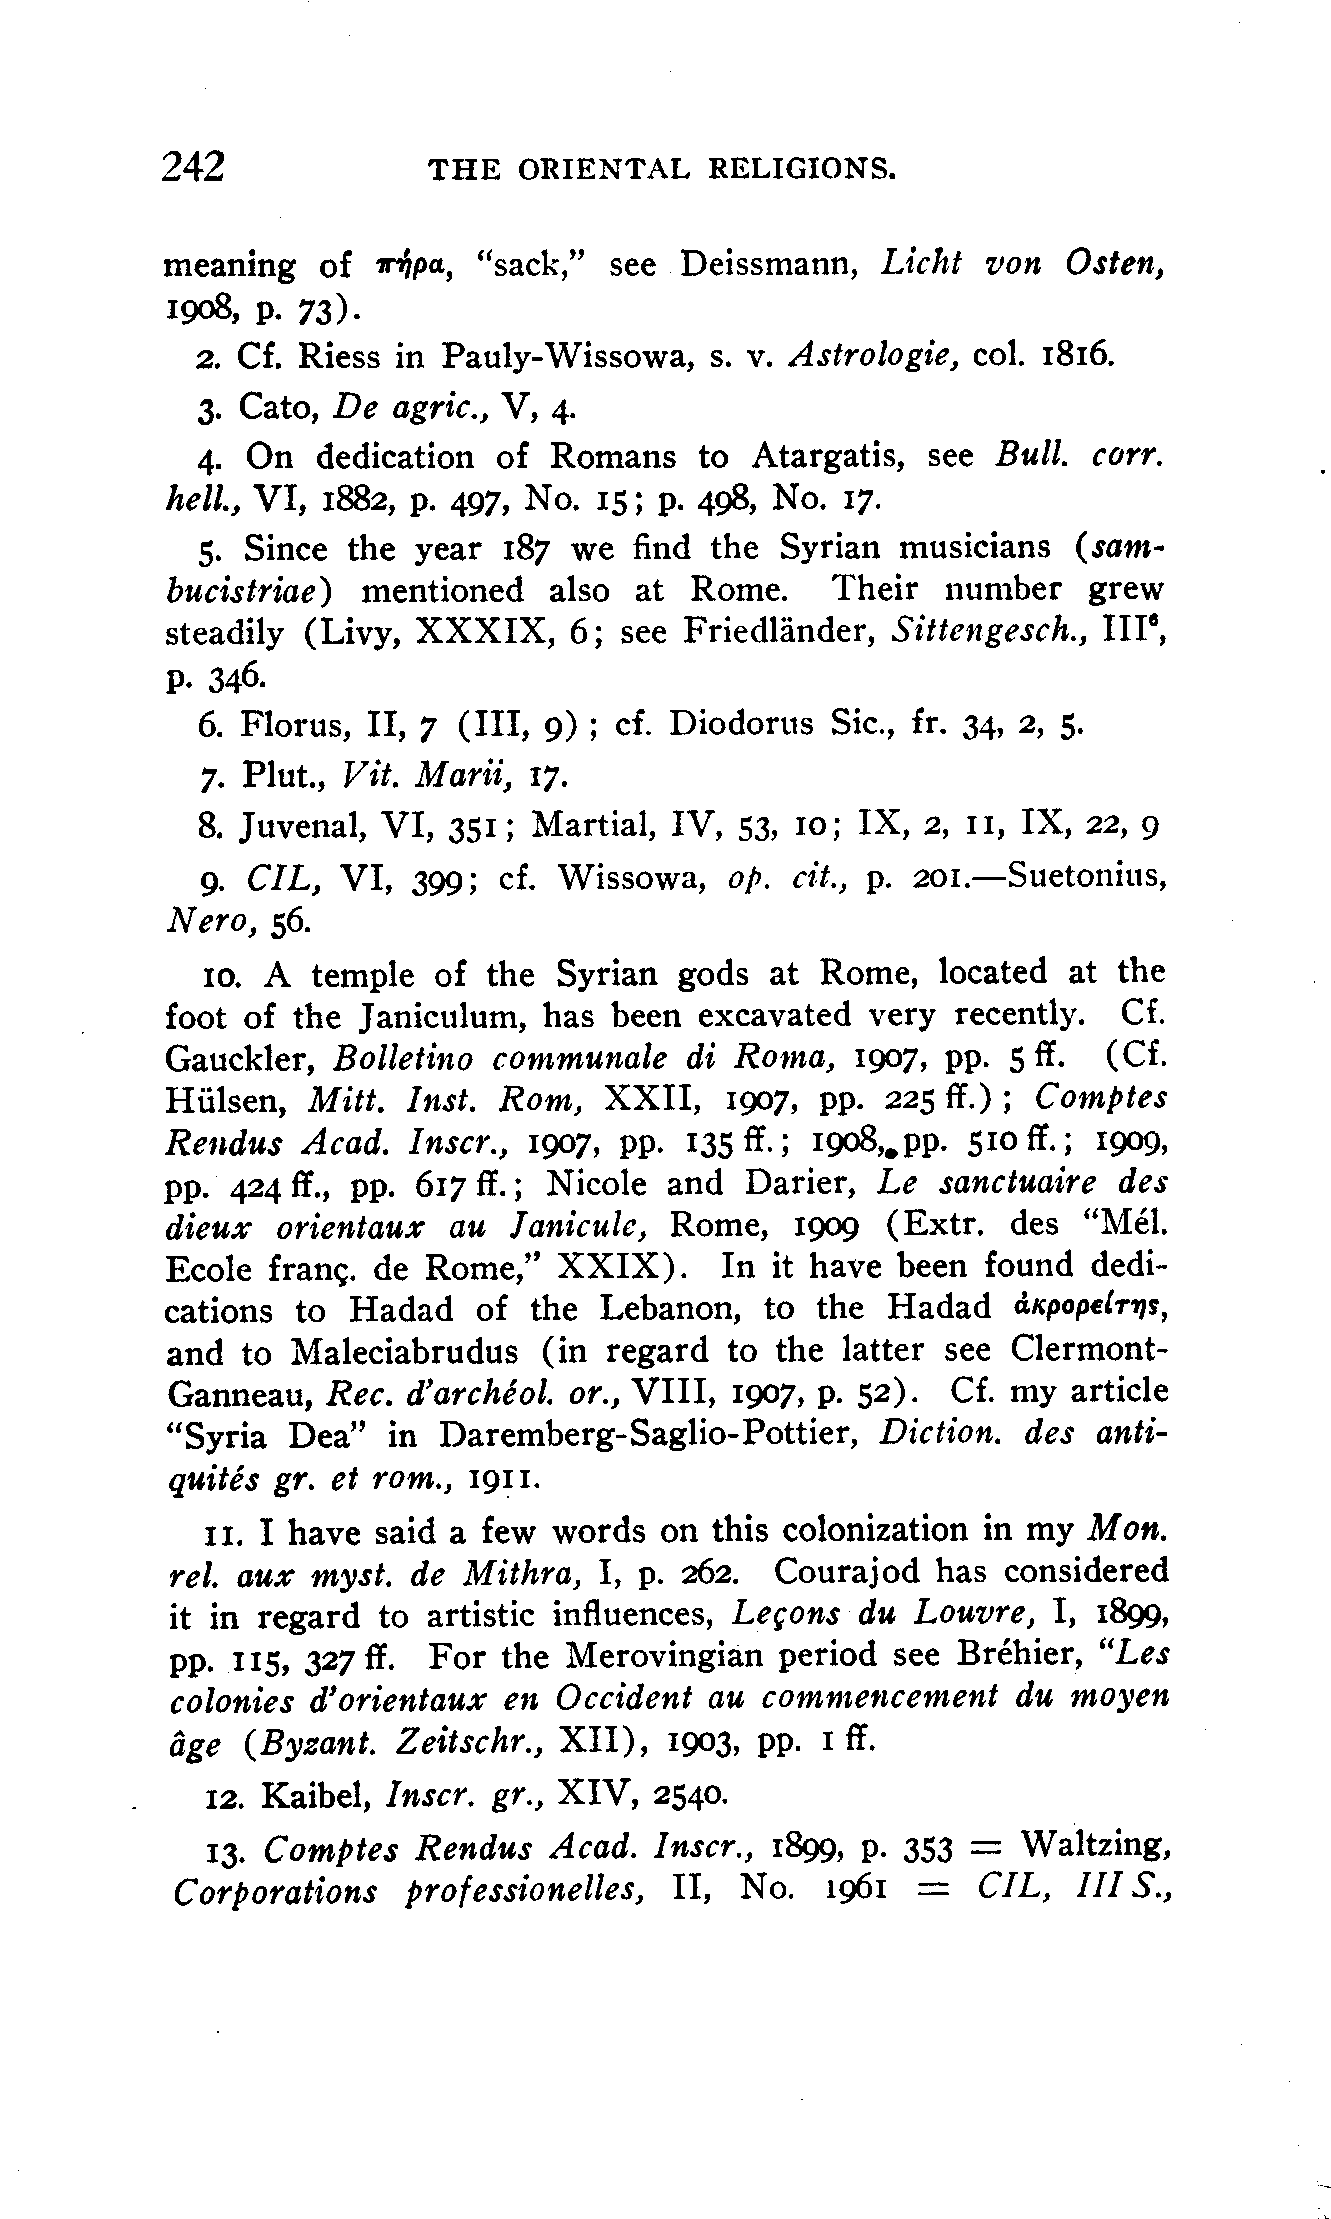 242 THE ORIENTAL RELIGIONS.
meaning of πήρα, “sack,” see Deissmann, Licht von Osten,
1908, p. 73).
2. Cf. Riess in Pauly-Wissowa, s. v. Astrologie, col. 1816.
3. Cato, De agric., V, 4.
4. On dedication of Romans to Atargatis, see Bull. corr.
hell., VI, 1882, p. 497, No. 15; p. 498, No. 17.
5. Since the year 187 we find the Syrian musicians (sam-
bucistriae) mentioned also at Rome. Their number grew
steadily (Livy, XXXIX, 6; see Friedländer, Sittengesch., III⁶,
p. 346.
6. Florus, II, 7 (III, 9); cf. Diodorus Sic., fr. 34, 2, 5.
7. Plut., Vit. Marii, 17.
8. Juvenal, VI, 351; Martial, IV, 53, 10; IX, 2, 11, IX, 22, 9
9. CIL, VI, 399; cf. Wissowa, op. cit., p. 201.—Suetonius,
Nero, 56.
10. A temple of the Syrian gods at Rome, located at the
foot of the Janiculum, has been excavated very recently. Cf.
Gauckler, Bolletino communale di Roma, 1907, pp. 5 ff. (Cf.
Hülsen, Mitt. Inst. Rom, XXII, 1907, pp. 225 ff.); Comptes
Rendus Acad. Inscr., 1907, pp. 135 ff.; 1908, pp. 510 ff.; 1909,
pp. 424 ff., pp. 617 ff.; Nicole and Darier, Le sanctuaire des
dieux orientaux au Janicule, Rome, 1909 (Extr. des “Mél.
Ecole franç. de Rome,” XXIX). In it have been found dedi-
cations to Hadad of the Lebanon, to the Hadad ἀκρορείτης,
and to Maleciabrudus (in regard to the latter see Clermont-
Ganneau, Rec. d’archéol. or., VIII, 1907, p. 52). Cf. my article
“Syria Dea” in Daremberg-Saglio-Pottier, Diction. des anti-
quités gr. et rom., 1911.
11. I have said a few words on this colonization in my Mon.
rel. aux myst. de Mithra, I, p. 262. Courajod has considered
it in regard to artistic influences, Leçons du Louvre, I, 1899,
pp. 115, 327 ff. For the Merovingian period see Bréhier, “Les
colonies d’orientaux en Occident au commencement du moyen
âge (Byzant. Zeitschr., XII), 1903, pp. 1 ff.
12. Kaibel, Inscr. gr., XIV, 2540.
13. Comptes Rendus Acad. Inscr., 1899, p. 353 = Waltzing,
Corporations professionelles, II, No. 1961 = CIL, III S.,